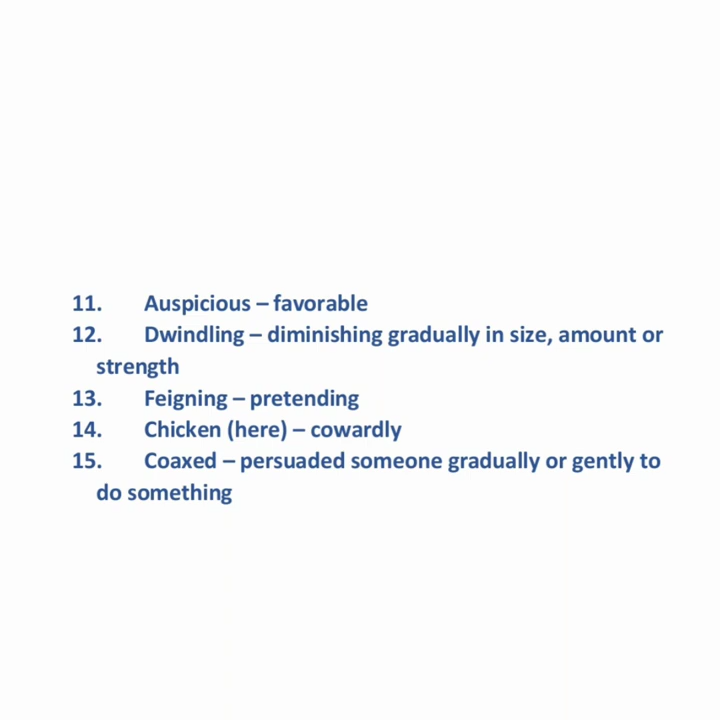 11. Auspicious – favorable
12. Dwindling – diminishing gradually in size, amount or
strength
13. Feigning – pretending
14. Chicken (here) – cowardly
15. Coaxed – persuaded someone gradually or gently to
do something